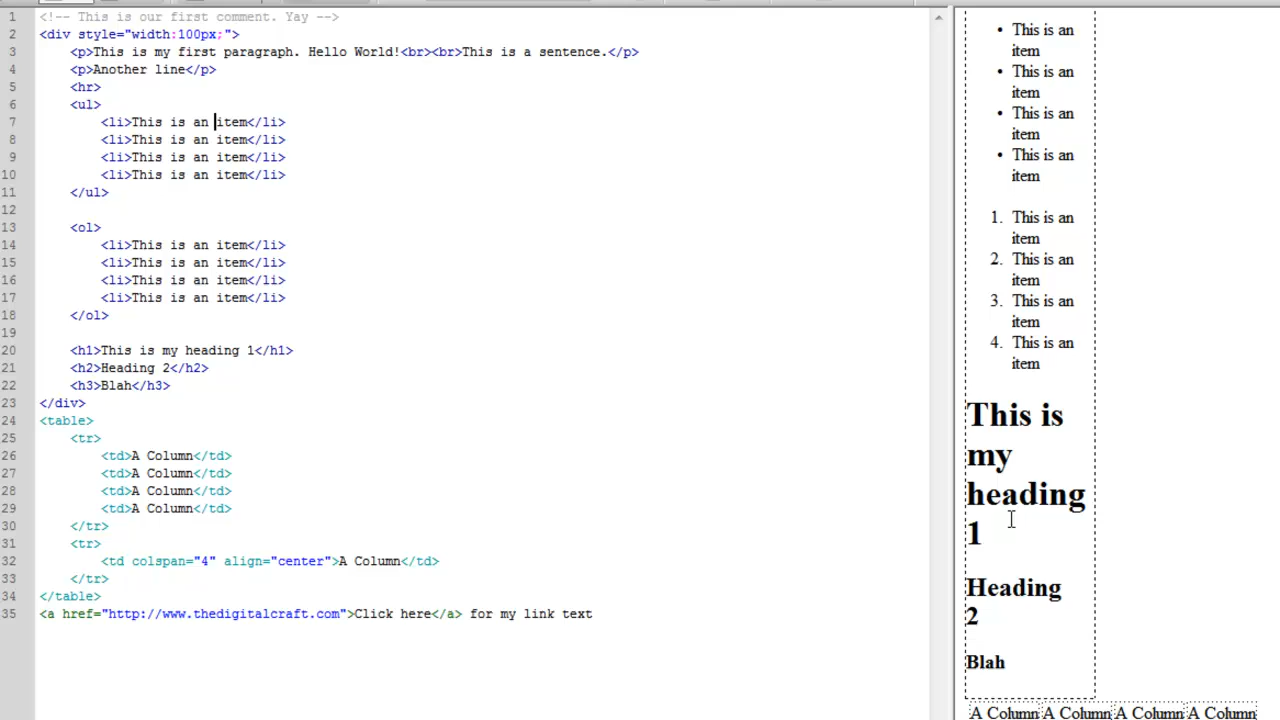 1 <!-- This is our first comment. Yay -->
2 <div style="width:100px;">
3 <p>This is my first paragraph. Hello World!<br><br>This is a sentence.</p>
4 <p>Another line</p>
5 <hr>
6 <ul>
7 <li>This is an item</li>
8 <li>This is an item</li>
9 <li>This is an item</li>
10 <li>This is an item</li>
11 </ul>
12
13 <ol>
14 <li>This is an item</li>
15 <li>This is an item</li>
16 <li>This is an item</li>
17 <li>This is an item</li>
18 </ol>
19
20 <h1>This is my heading 1</h1>
21 <h2>Heading 2</h2>
22 <h3>Blah</h3>
23 </div>
24 <table>
25 <tr>
26 <td>A Column</td>
27 <td>A Column</td>
28 <td>A Column</td>
29 <td>A Column</td>
30 </tr>
31 <tr>
32 <td colspan="4" align="center">A Column</td>
33 </tr>
34 </table>
35 <a href="http://www.thedigitalcraft.com">Click here</a> for my link text
• This is an
item
• This is an
item
• This is an
item
• This is an
item
1. This is an
item
2. This is an
item
3. This is an
item
4. This is an
item
This is
my
heading
1
Heading
2
Blah
A Column A Column A Column A Column